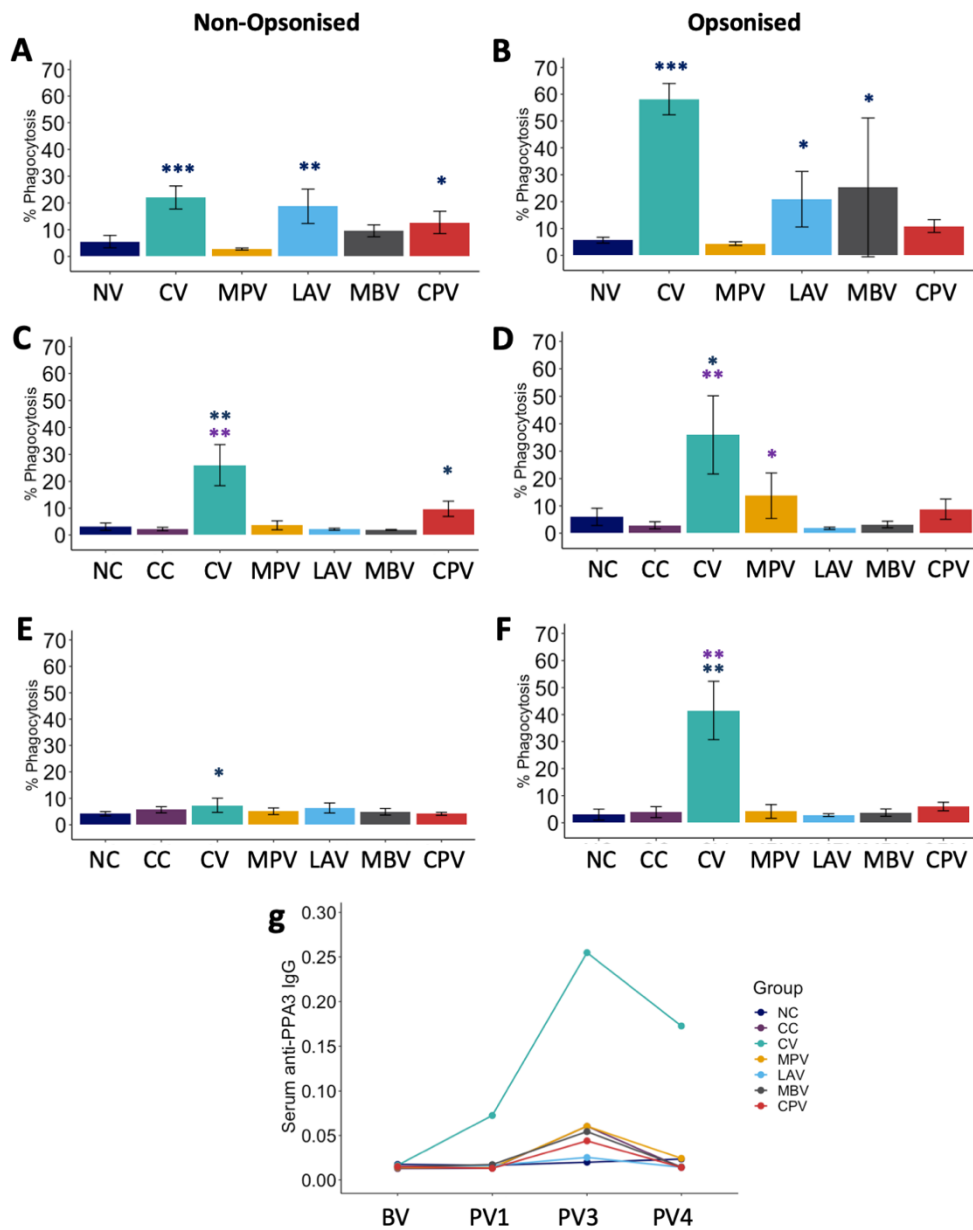 Non-Opsonised
Opsonised
A
% Phagocytosis
70
60
50
40
30
20
10
0
***
**
*
NV CV MPV LAV MBV CPV
B
% Phagocytosis
70
60
50
40
30
20
10
0
***
*
*
NV CV MPV LAV MBV CPV
C
% Phagocytosis
70
60
50
40
30
20
10
0
**
**
*
NC CC CV MPV LAV MBV CPV
D
% Phagocytosis
70
60
50
40
30
20
10
0
*
**
*
NC CC CV MPV LAV MBV CPV
E
% Phagocytosis
70
60
50
40
30
20
10
0
*
NC CC CV MPV LAV MBV CPV
F
% Phagocytosis
70
60
50
40
30
20
10
0
**
**
NC CC CV MPV LAV MBV CPV
g
Serum anti-PPA3 IgG
0.30
0.25
0.20
0.15
0.10
0.05
0.00
BV PV1 PV3 PV4
Group
NC
CC
CV
MPV
LAV
MBV
CPV